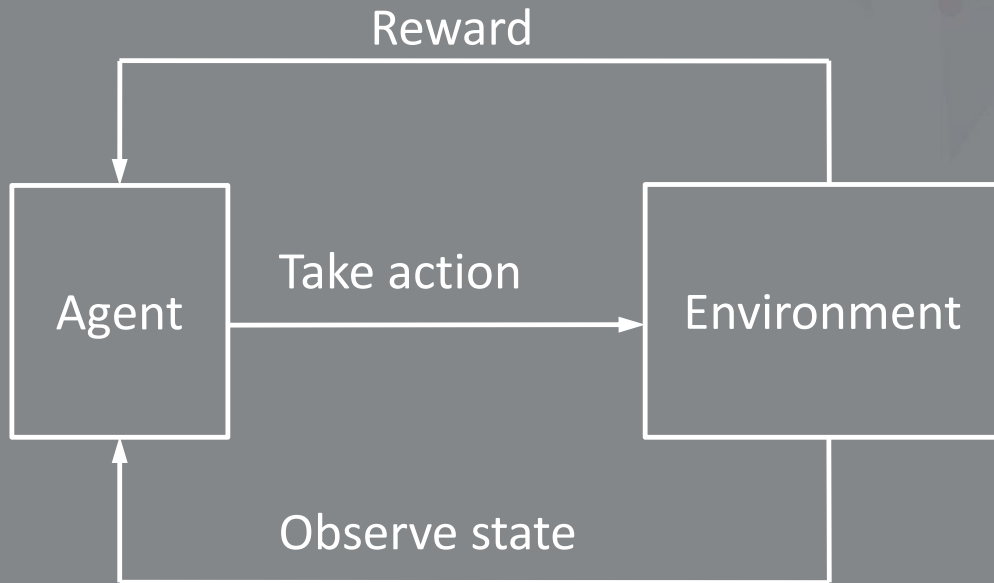 Reward
Take action
Agent
Environment
Observe state